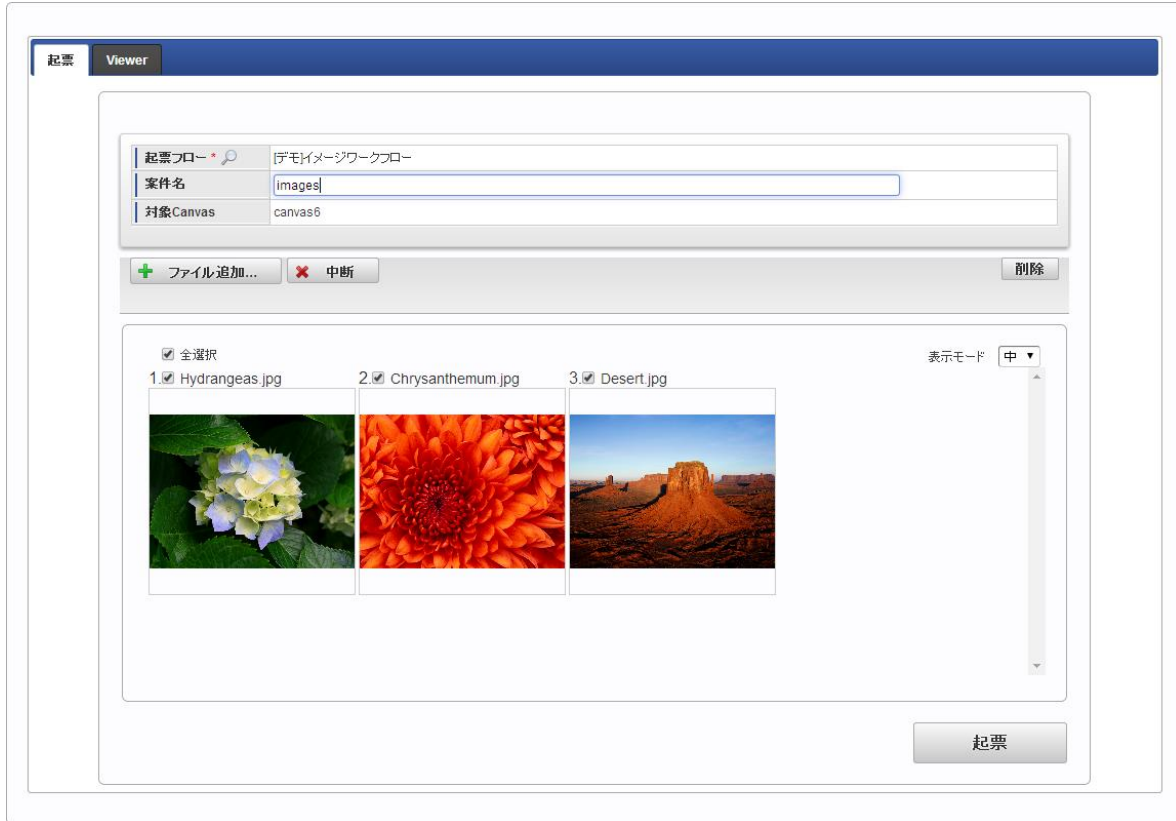 起票 Viewer
起票フロー * [デモ]イメージワークフロー
案件名 images
対象Canvas canvas6
ファイル追加... 中断 削除
全選択 表示モード 中
1. Hydrangeas.jpg 2. Chrysanthemum.jpg 3. Desert.jpg
起票